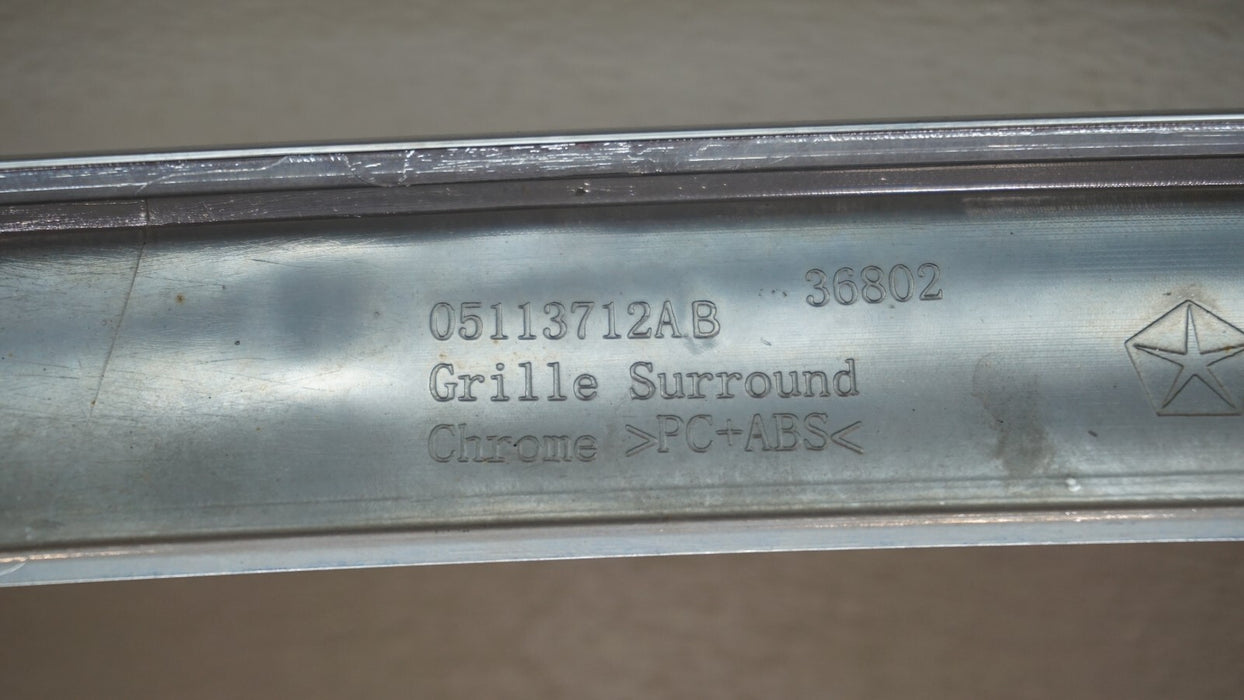 05113712AB 36802
Grille Surround
Chrome >PC+ABS<